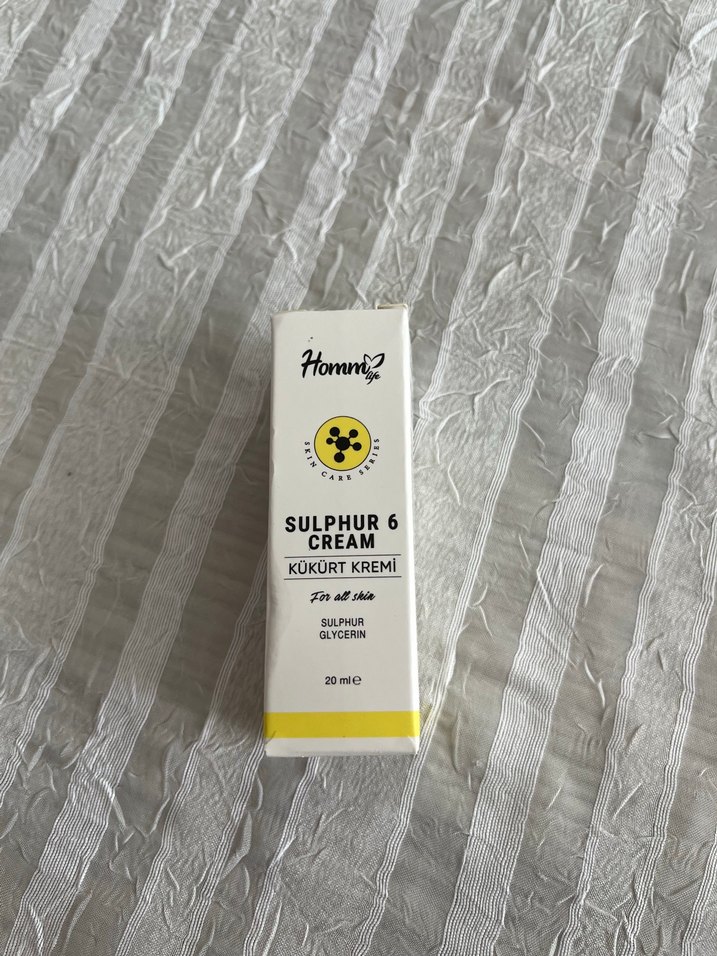 Homm life
SKIN CARE SERIES
SULPHUR 6
CREAM
KÜKÜRT KREMİ
For all skin
SULPHUR
GLYCERIN
20 ml ℮